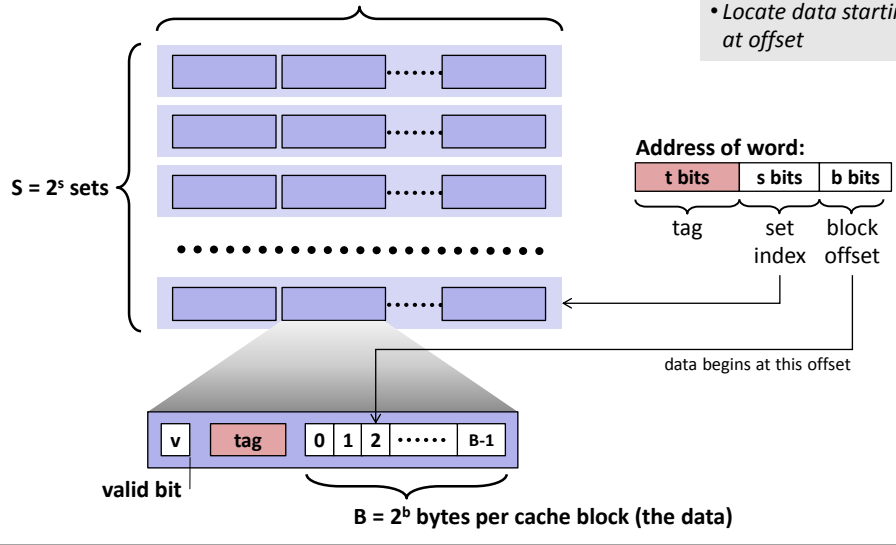 • Locate data startin
at offset
Address of word:
t bits s bits b bits
S = 2ˢ sets
tag set block
index offset
data begins at this offset
v tag 0 1 2 •••••• B-1
valid bit
B = 2ᵇ bytes per cache block (the data)